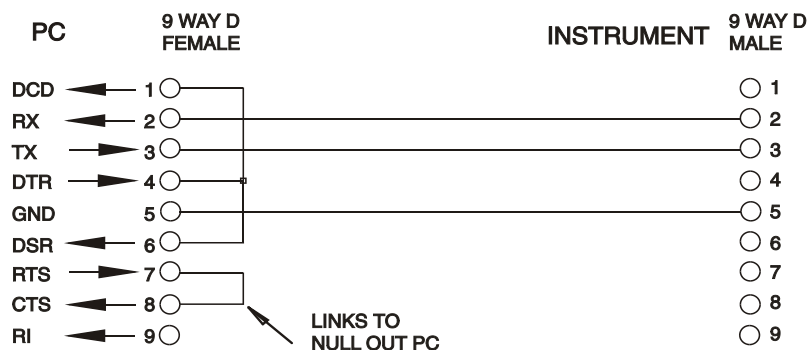 PC
9 WAY D
FEMALE
INSTRUMENT
9 WAY D
MALE
DCD 1 1
RX 2 2
TX 3 3
DTR 4 4
GND 5 5
DSR 6 6
RTS 7 7
CTS 8 8
RI 9 9
LINKS TO
NULL OUT PC